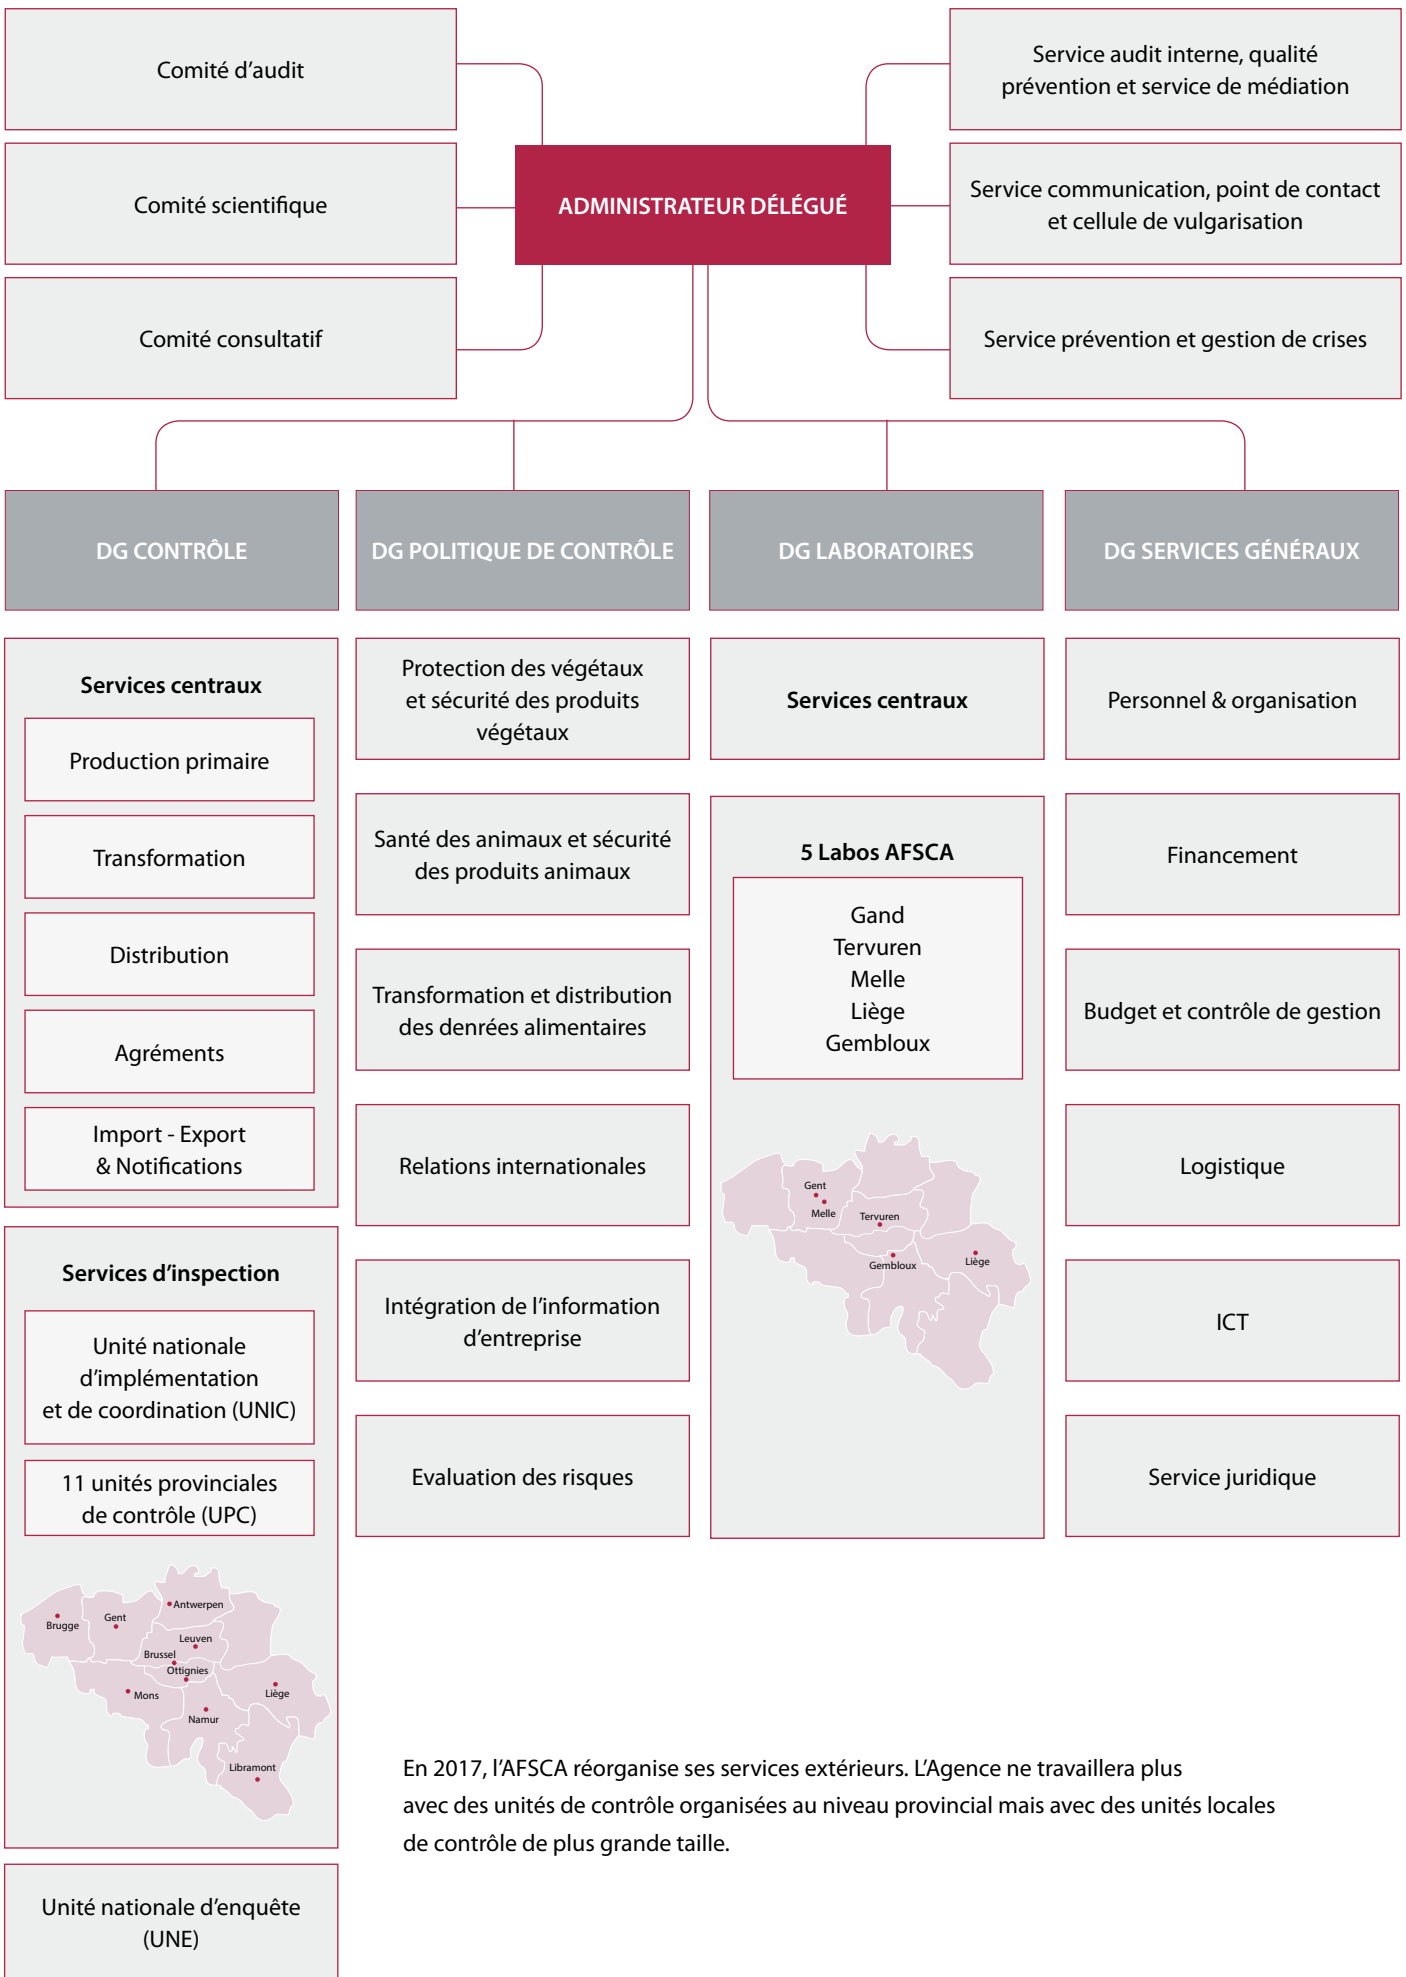 Comité d’audit
Comité scientifique
Comité consultatif
ADMINISTRATEUR DÉLÉGUÉ
Service audit interne, qualité
prévention et service de médiation
Service communication, point de contact
et cellule de vulgarisation
Service prévention et gestion de crises
DG CONTRÔLE
Services centraux
Production primaire
Transformation
Distribution
Agréments
Import - Export
& Notifications
Services d’inspection
Unité nationale
d’implémentation
et de coordination (UNIC)
11 unités provinciales
de contrôle (UPC)
Antwerpen
Brugge
Gent
Leuven
Brussel
Ottignies
Mons
Liège
Namur
Libramont
Unité nationale d’enquête
(UNE)
DG POLITIQUE DE CONTRÔLE
Protection des végétaux
et sécurité des produits
végétaux
Santé des animaux et sécurité
des produits animaux
Transformation et distribution
des denrées alimentaires
Relations internationales
Intégration de l’information
d’entreprise
Evaluation des risques
DG LABORATOIRES
Services centraux
5 Labos AFSCA
Gand
Tervuren
Melle
Liège
Gembloux
Gent
Melle
Tervuren
Gembloux
Liège
DG SERVICES GÉNÉRAUX
Personnel & organisation
Financement
Budget et contrôle de gestion
Logistique
ICT
Service juridique
En 2017, l’AFSCA réorganise ses services extérieurs. L’Agence ne travaillera plus
avec des unités de contrôle organisées au niveau provincial mais avec des unités locales
de contrôle de plus grande taille.